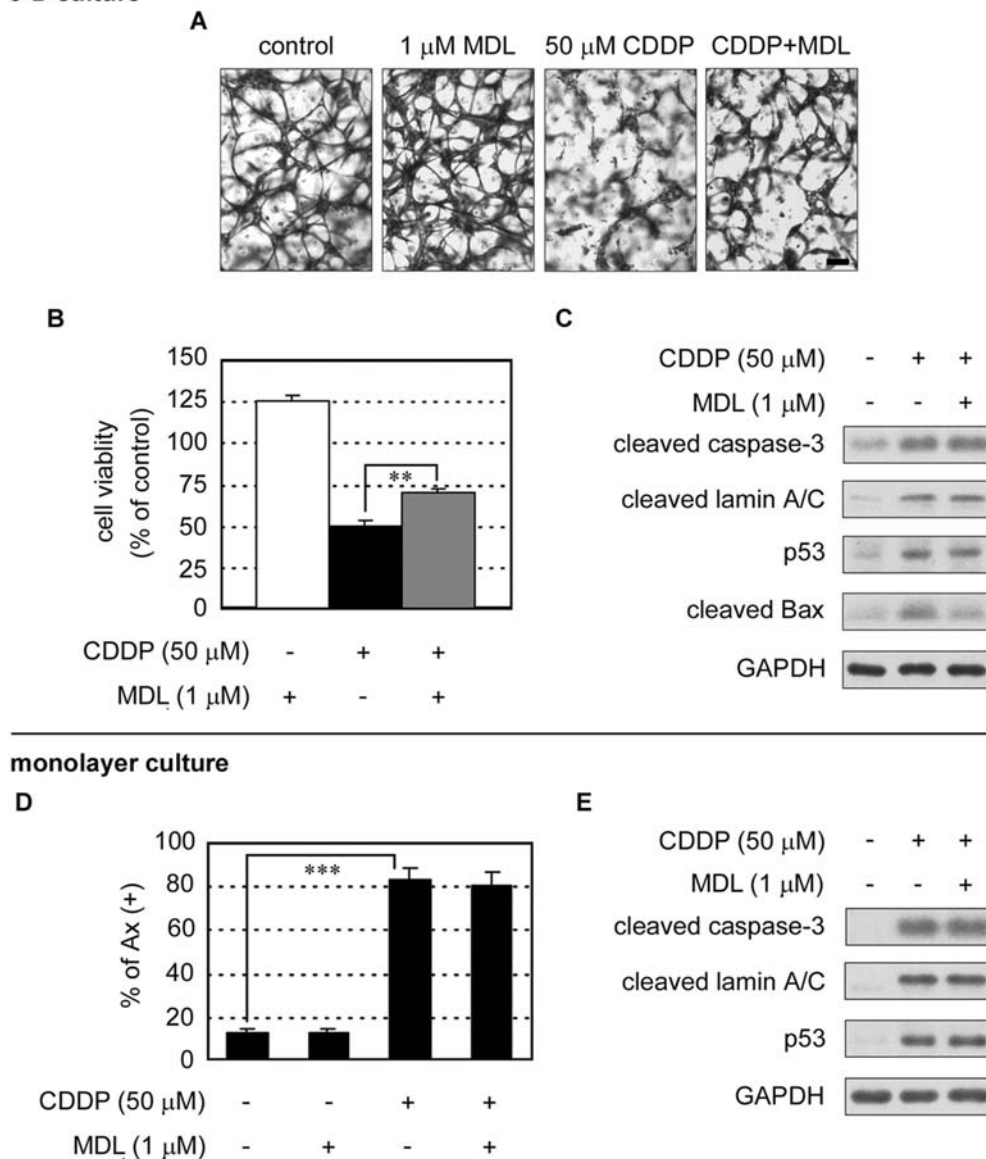 A
control 1 μM MDL 50 μM CDDP CDDP+MDL
B
150
125
100
75
50
25
0
cell viablity
(% of control)
**
CDDP (50 μM) - + +
MDL (1 μM) + - +
C
CDDP (50 μM) - + +
MDL (1 μM) - - +
cleaved caspase-3
cleaved lamin A/C
p53
cleaved Bax
GAPDH
monolayer culture
D
100
80
60
40
20
0
% of Ax (+)
***
CDDP (50 μM) - - + +
MDL (1 μM) - + - +
E
CDDP (50 μM) - + +
MDL (1 μM) - - +
cleaved caspase-3
cleaved lamin A/C
p53
GAPDH